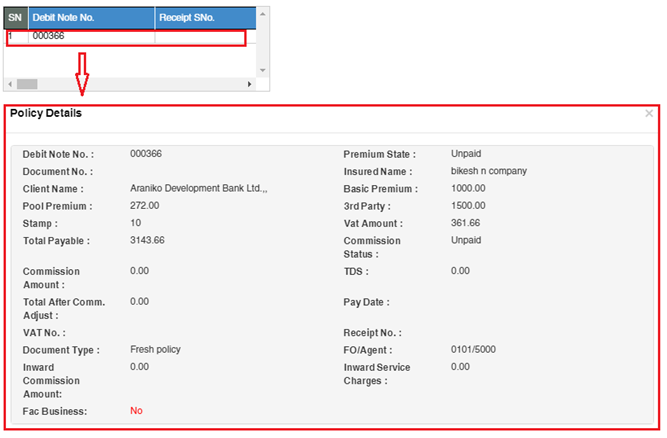 SN Debit Note No. Receipt SNo.
1 000366
Policy Details ×
Debit Note No. : 000366 Premium State : Unpaid
Document No. : Insured Name : bikesh n company
Client Name : Araniko Development Bank Ltd.,, Basic Premium : 1000.00
Pool Premium : 272.00 3rd Party : 1500.00
Stamp : 10 Vat Amount : 361.66
Total Payable : 3143.66 Commission Status : Unpaid
Commission Amount : 0.00 TDS : 0.00
Total After Comm. Adjust : 0.00 Pay Date :
VAT No. : Receipt No. :
Document Type : Fresh policy FO/Agent : 0101/5000
Inward Commission Amount: 0.00 Inward Service Charges : 0.00
Fac Business: No